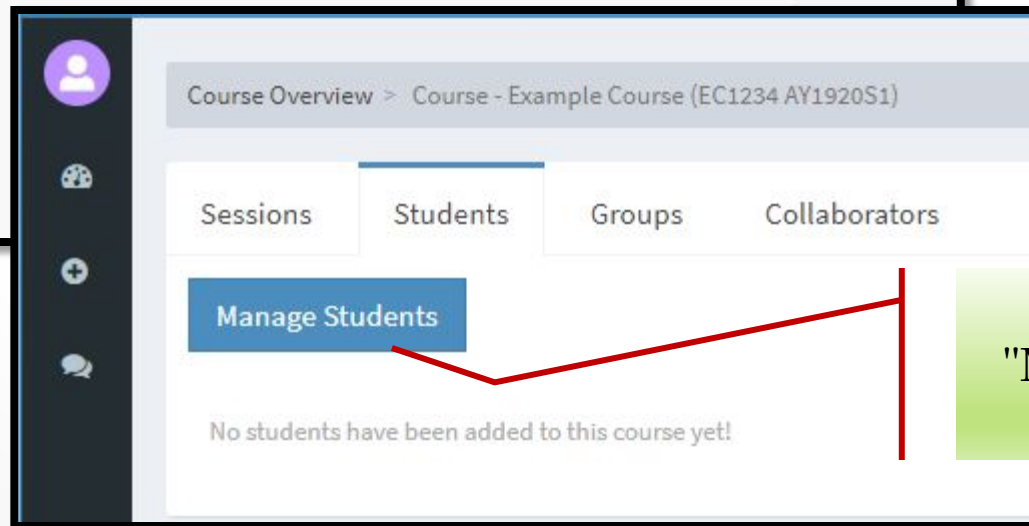 Course Overview > Course - Example Course (EC1234 AY1920S1)
Sessions Students Groups Collaborators
Manage Students
No students have been added to this course yet!